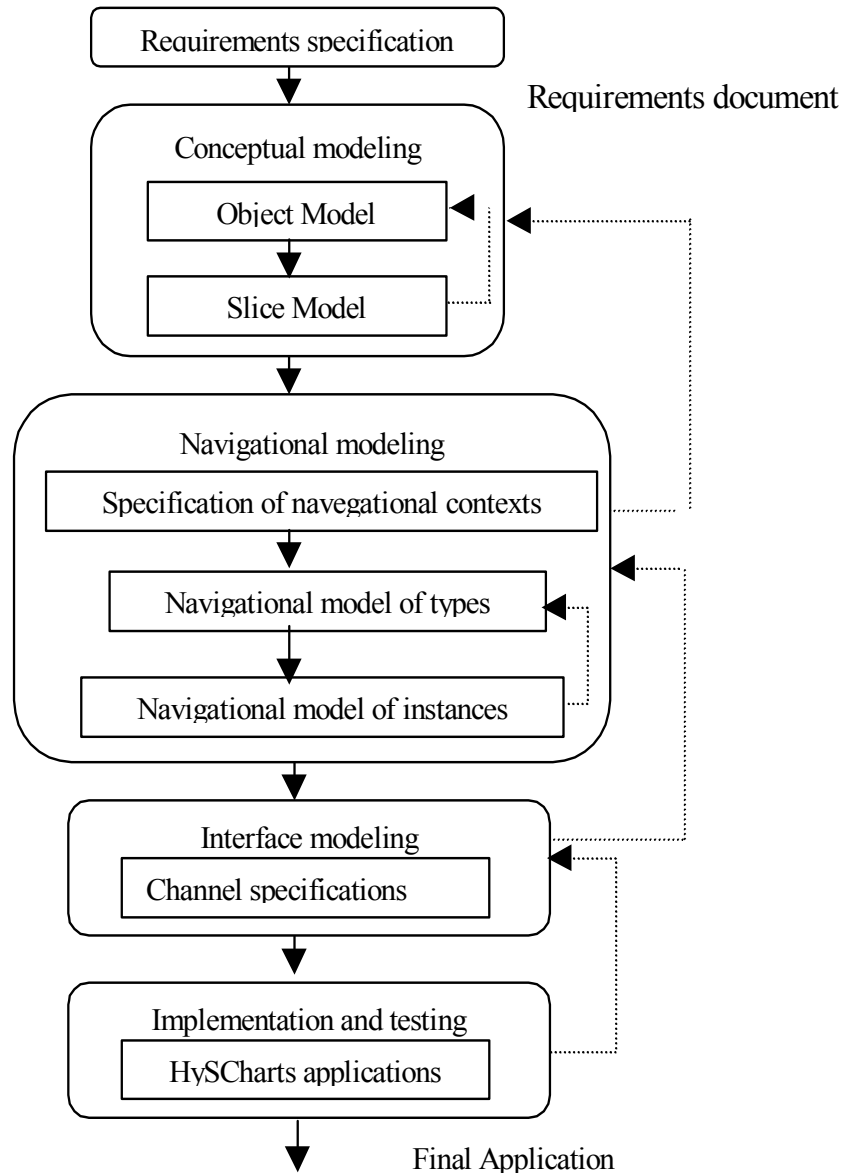 Requirements specification
Requirements document
Conceptual modeling
Object Model
Slice Model
Navigational modeling
Specification of navegational contexts
Navigational model of types
Navigational model of instances
Interface modeling
Channel specifications
Implementation and testing
HySCharts applications
Final Application